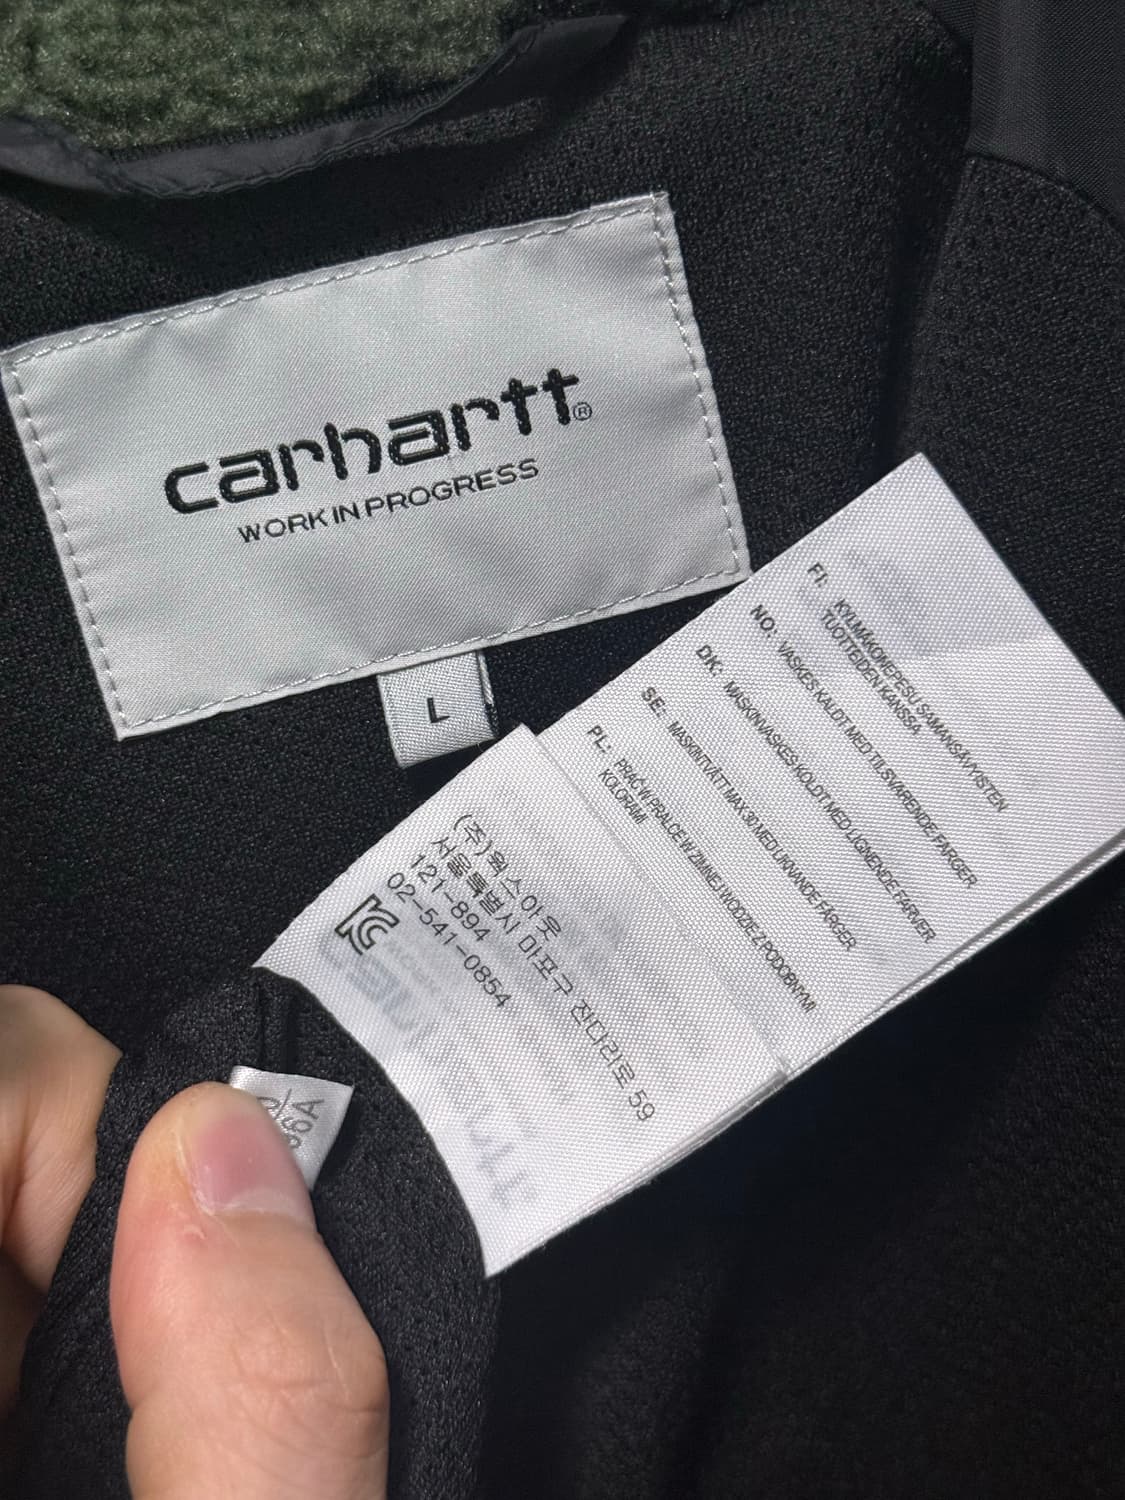 carhartt®
WORK IN PROGRESS
L
FI: KYLMÄKONEPESU SAMANSÄVYISTEN
TUOTTEIDEN KANSSA
NO: VASKES KALDT MED TILSVARENDE FARGER
DK: MASKINVASKES KOLDT MED LIGNENDE FARVER
SE: MASKINTVÄTT MAX 30 MED LIKNANDE FÄRGER
PL: PRAĆ W PRALCE W ZIMNEJ WODZIE Z PODOBNYMI
KOLORAMI
(주)웍스아웃
서울특별시 마포구 잔다리로 59
121-894
02-541-0854